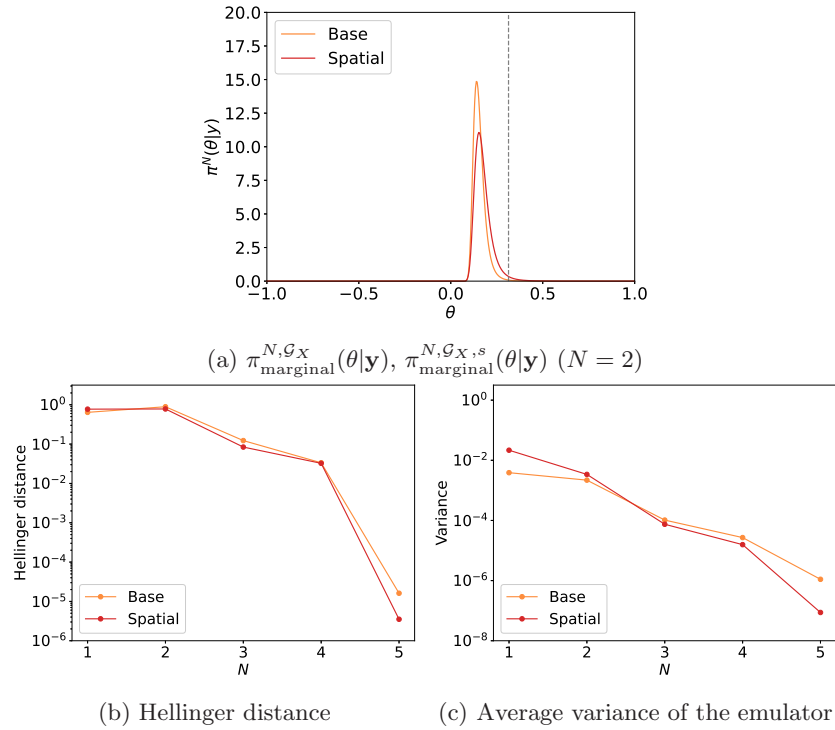 20.0
17.5
15.0
12.5
10.0
7.5
5.0
2.5
0.0
π^N(θ|y)
Base
Spatial
−1.0 −0.5 0.0 0.5 1.0
θ
(a) π^{N,𝒢_X}_{marginal}(θ|𝐲), π^{N,𝒢_X,s}_{marginal}(θ|𝐲) (N = 2)
10^0
10^{-1}
10^{-2}
10^{-3}
10^{-4}
10^{-5}
10^{-6}
Hellinger distance
Base
Spatial
1 2 3 4 5
N
(b) Hellinger distance
10^0
10^{-2}
10^{-4}
10^{-6}
10^{-8}
Variance
Base
Spatial
1 2 3 4 5
N
(c) Average variance of the emulator